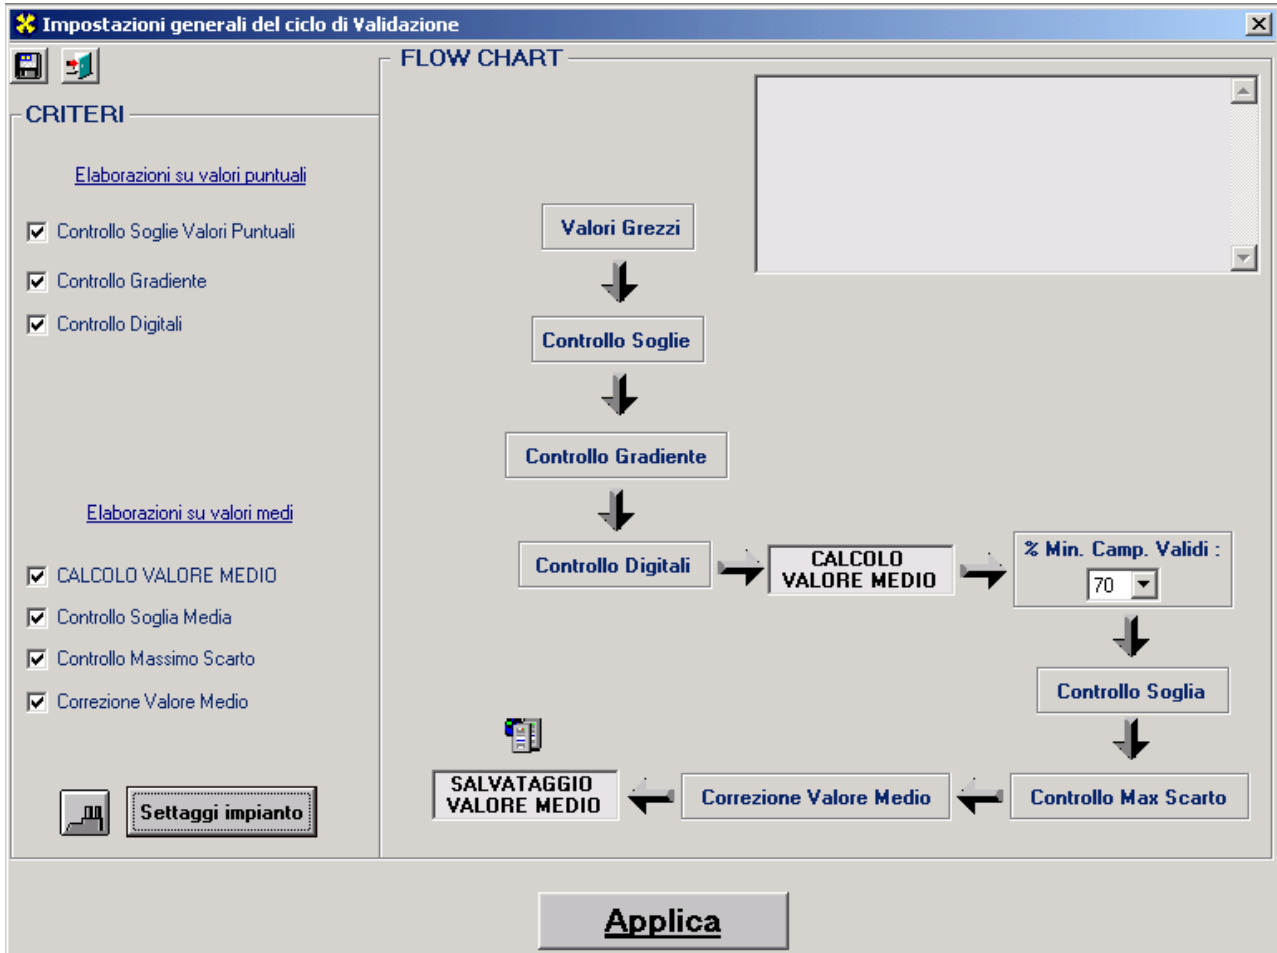 Impostazioni generali del ciclo di Validazione
CRITERI
Elaborazioni su valori puntuali
Controllo Soglie Valori Puntuali
Controllo Gradiente
Controllo Digitali
Elaborazioni su valori medi
CALCOLO VALORE MEDIO
Controllo Soglia Media
Controllo Massimo Scarto
Correzione Valore Medio
Settaggi impianto
FLOW CHART
Valori Grezzi
Controllo Soglie
Controllo Gradiente
Controllo Digitali
CALCOLO
VALORE MEDIO
% Min. Camp. Validi :
70
Controllo Soglia
Controllo Max Scarto
Correzione Valore Medio
SALVATAGGIO
VALORE MEDIO
Applica